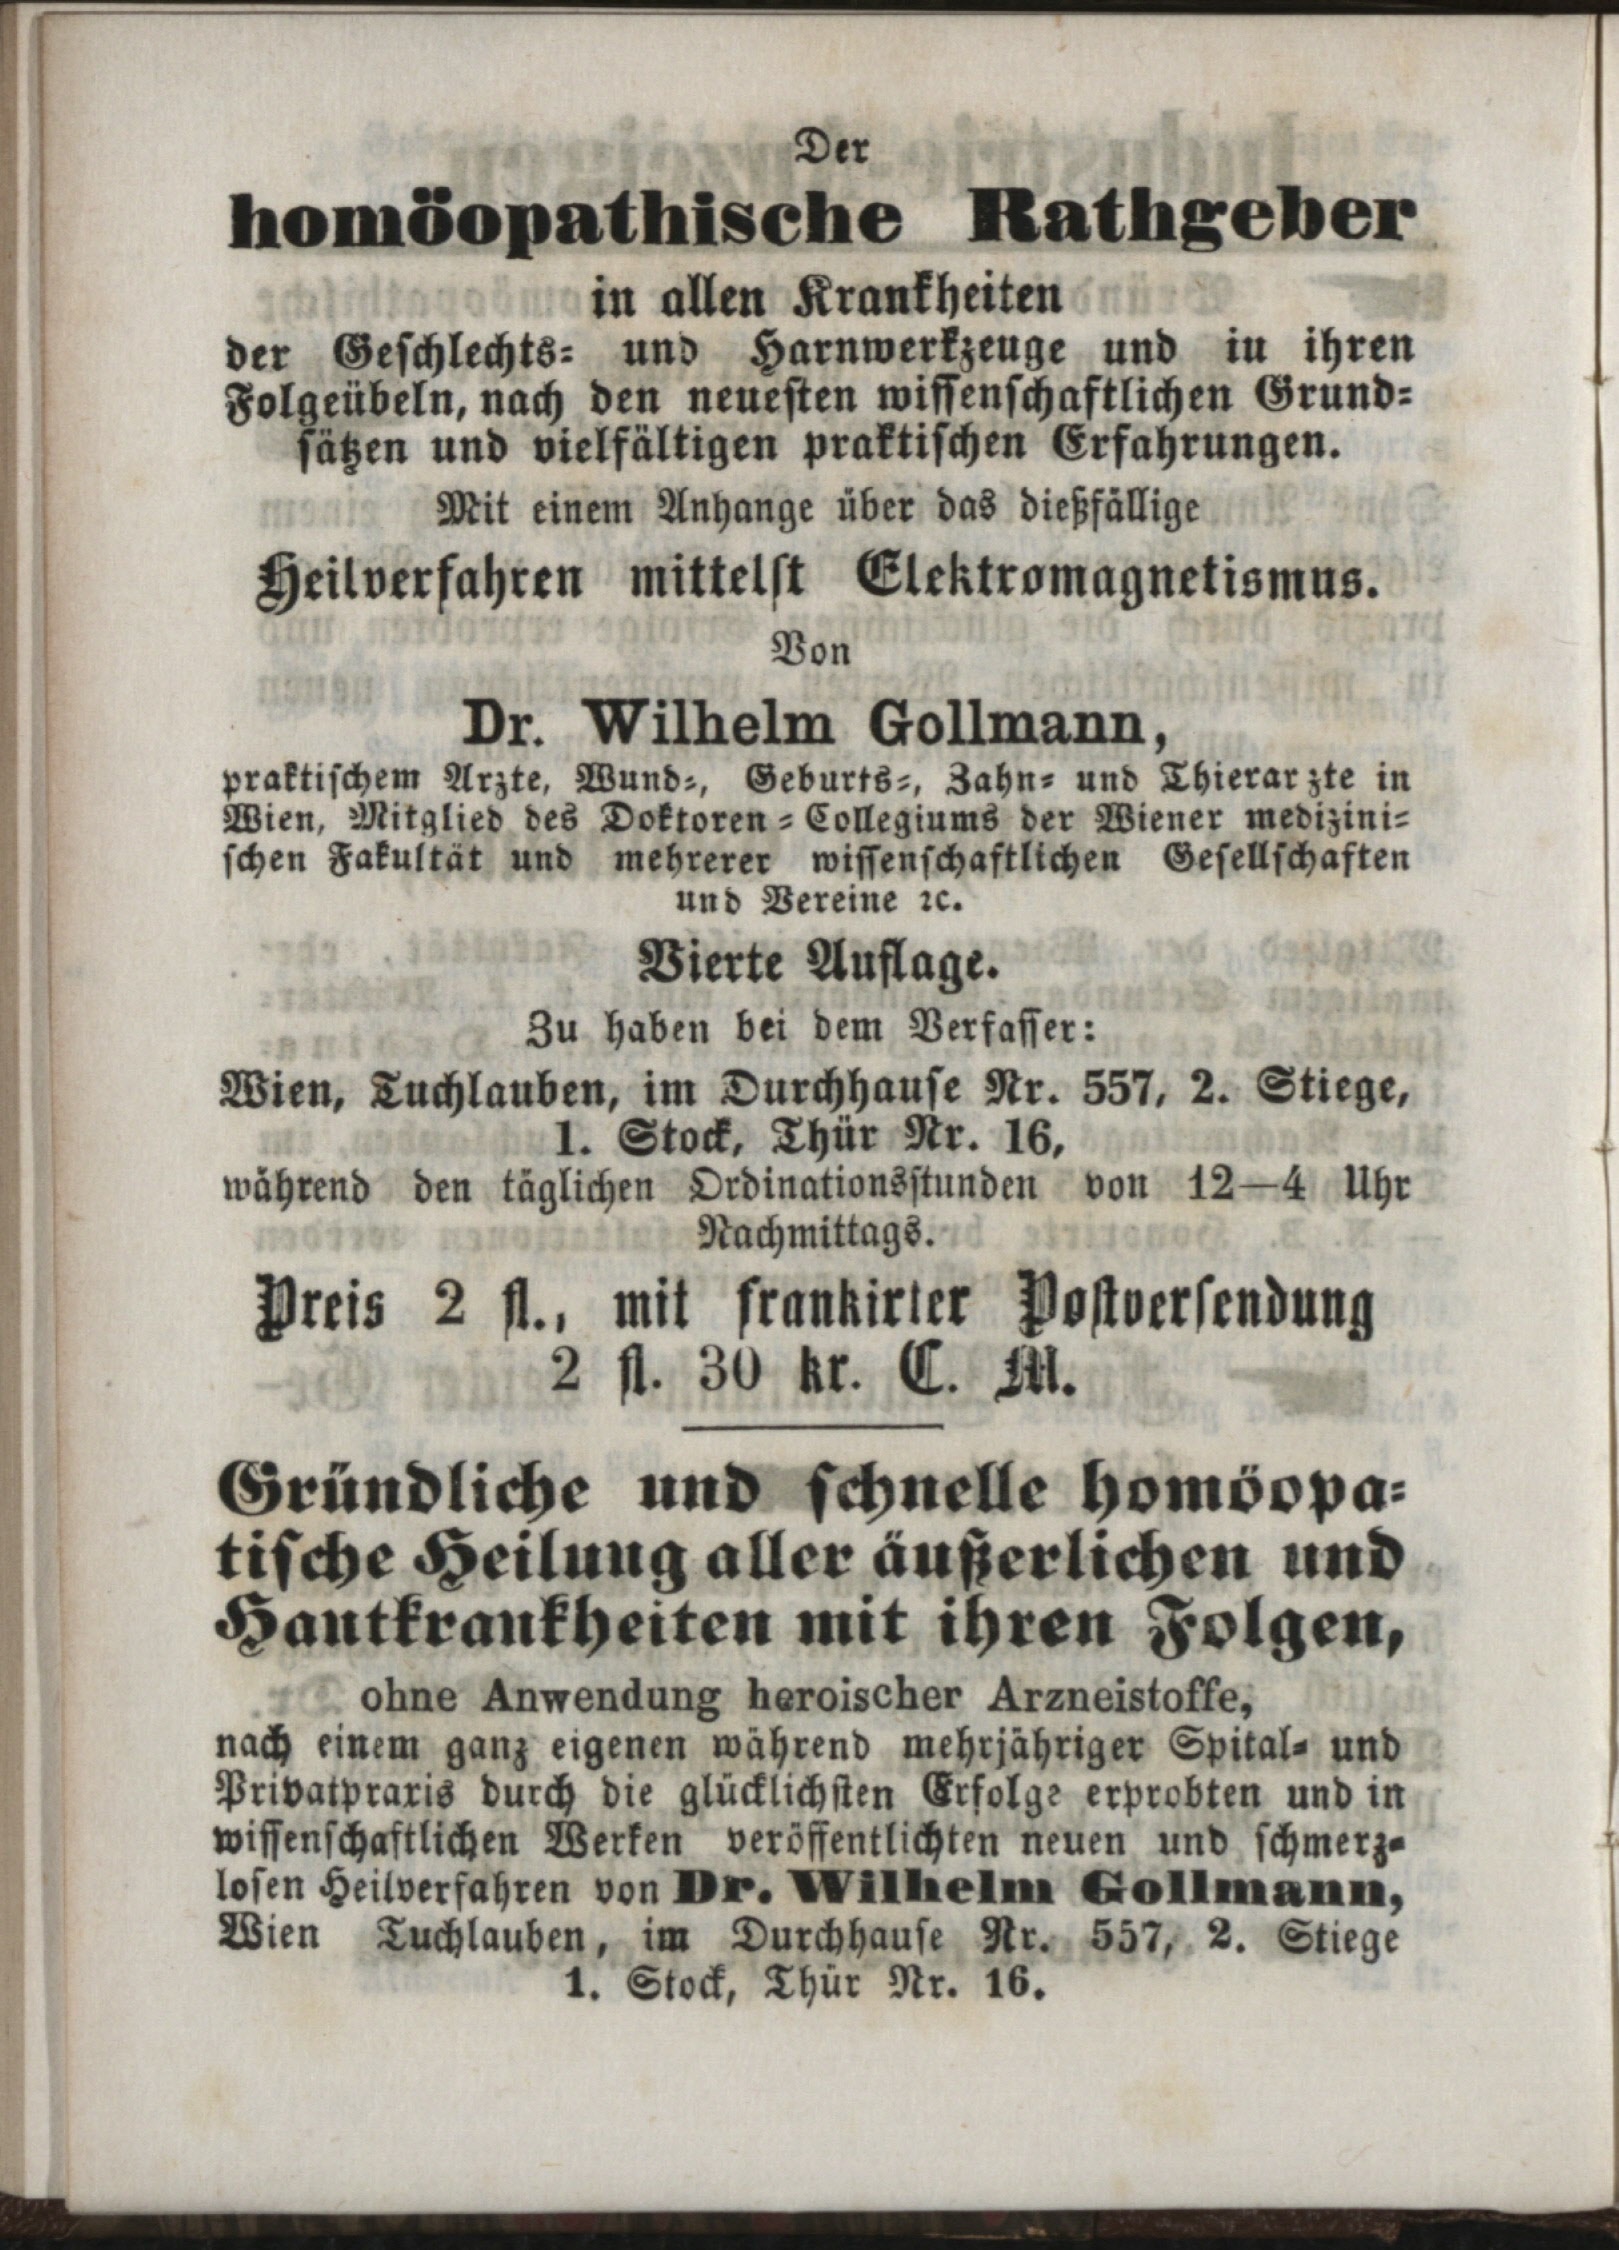 Der
homöopathische Rathgeber
in allen Krankheiten
der Geschlechts- und Harnwerkzeuge und in ihren
Folgeübeln, nach den neuesten wissenschaftlichen Grund-
sätzen und vielfältigen praktischen Erfahrungen.
Mit einem Anhange über das dießfällige
Heilverfahren mittelst Elektromagnetismus.
Von
Dr. Wilhelm Gollmann,
praktischem Arzte, Wund-, Geburts-, Zahn- und Thierarzte in
Wien, Mitglied des Doktoren-Collegiums der Wiener medizini-
schen Fakultät und mehrerer wissenschaftlichen Gesellschaften
und Vereine ꝛc.
Vierte Auflage.
Zu haben bei dem Verfasser:
Wien, Tuchlauben, im Durchhause Nr. 557, 2. Stiege,
1. Stock, Thür Nr. 16,
während den täglichen Ordinationsstunden von 12—4 Uhr
Nachmittags.
Preis 2 fl., mit frankirter Postversendung
2 fl. 30 kr. C. M.
Gründliche und schnelle homöopa-
tische Heilung aller äußerlichen und
Hautkrankheiten mit ihren Folgen,
ohne Anwendung heroischer Arzneistoffe,
nach einem ganz eigenen während mehrjähriger Spital- und
Privatpraxis durch die glücklichsten Erfolge erprobten und in
wissenschaftlichen Werken veröffentlichten neuen und schmerz-
losen Heilverfahren von Dr. Wilhelm Gollmann,
Wien Tuchlauben, im Durchhause Nr. 557, 2. Stiege
1. Stock, Thür Nr. 16.